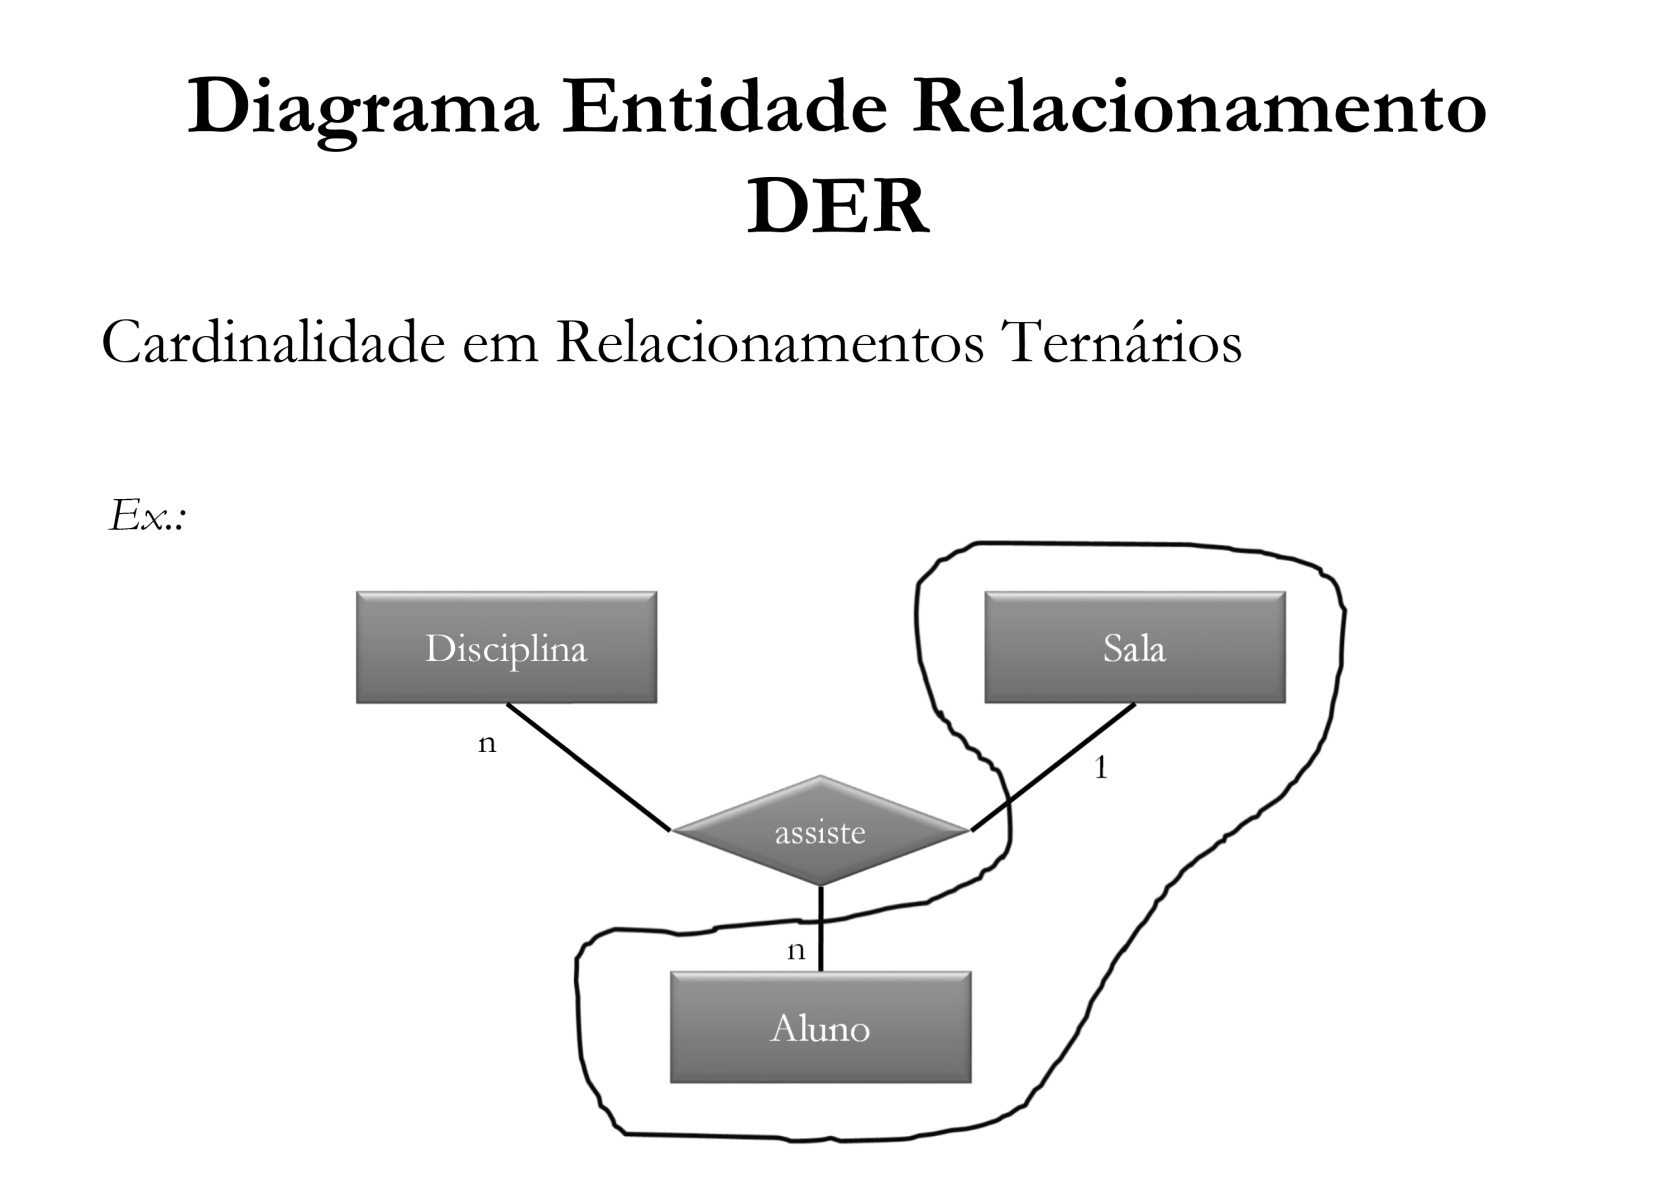 Diagrama Entidade Relacionamento
DER
Cardinalidade em Relacionamentos Ternários
Ex.:
Disciplina
Sala
n
1
assiste
n
Aluno